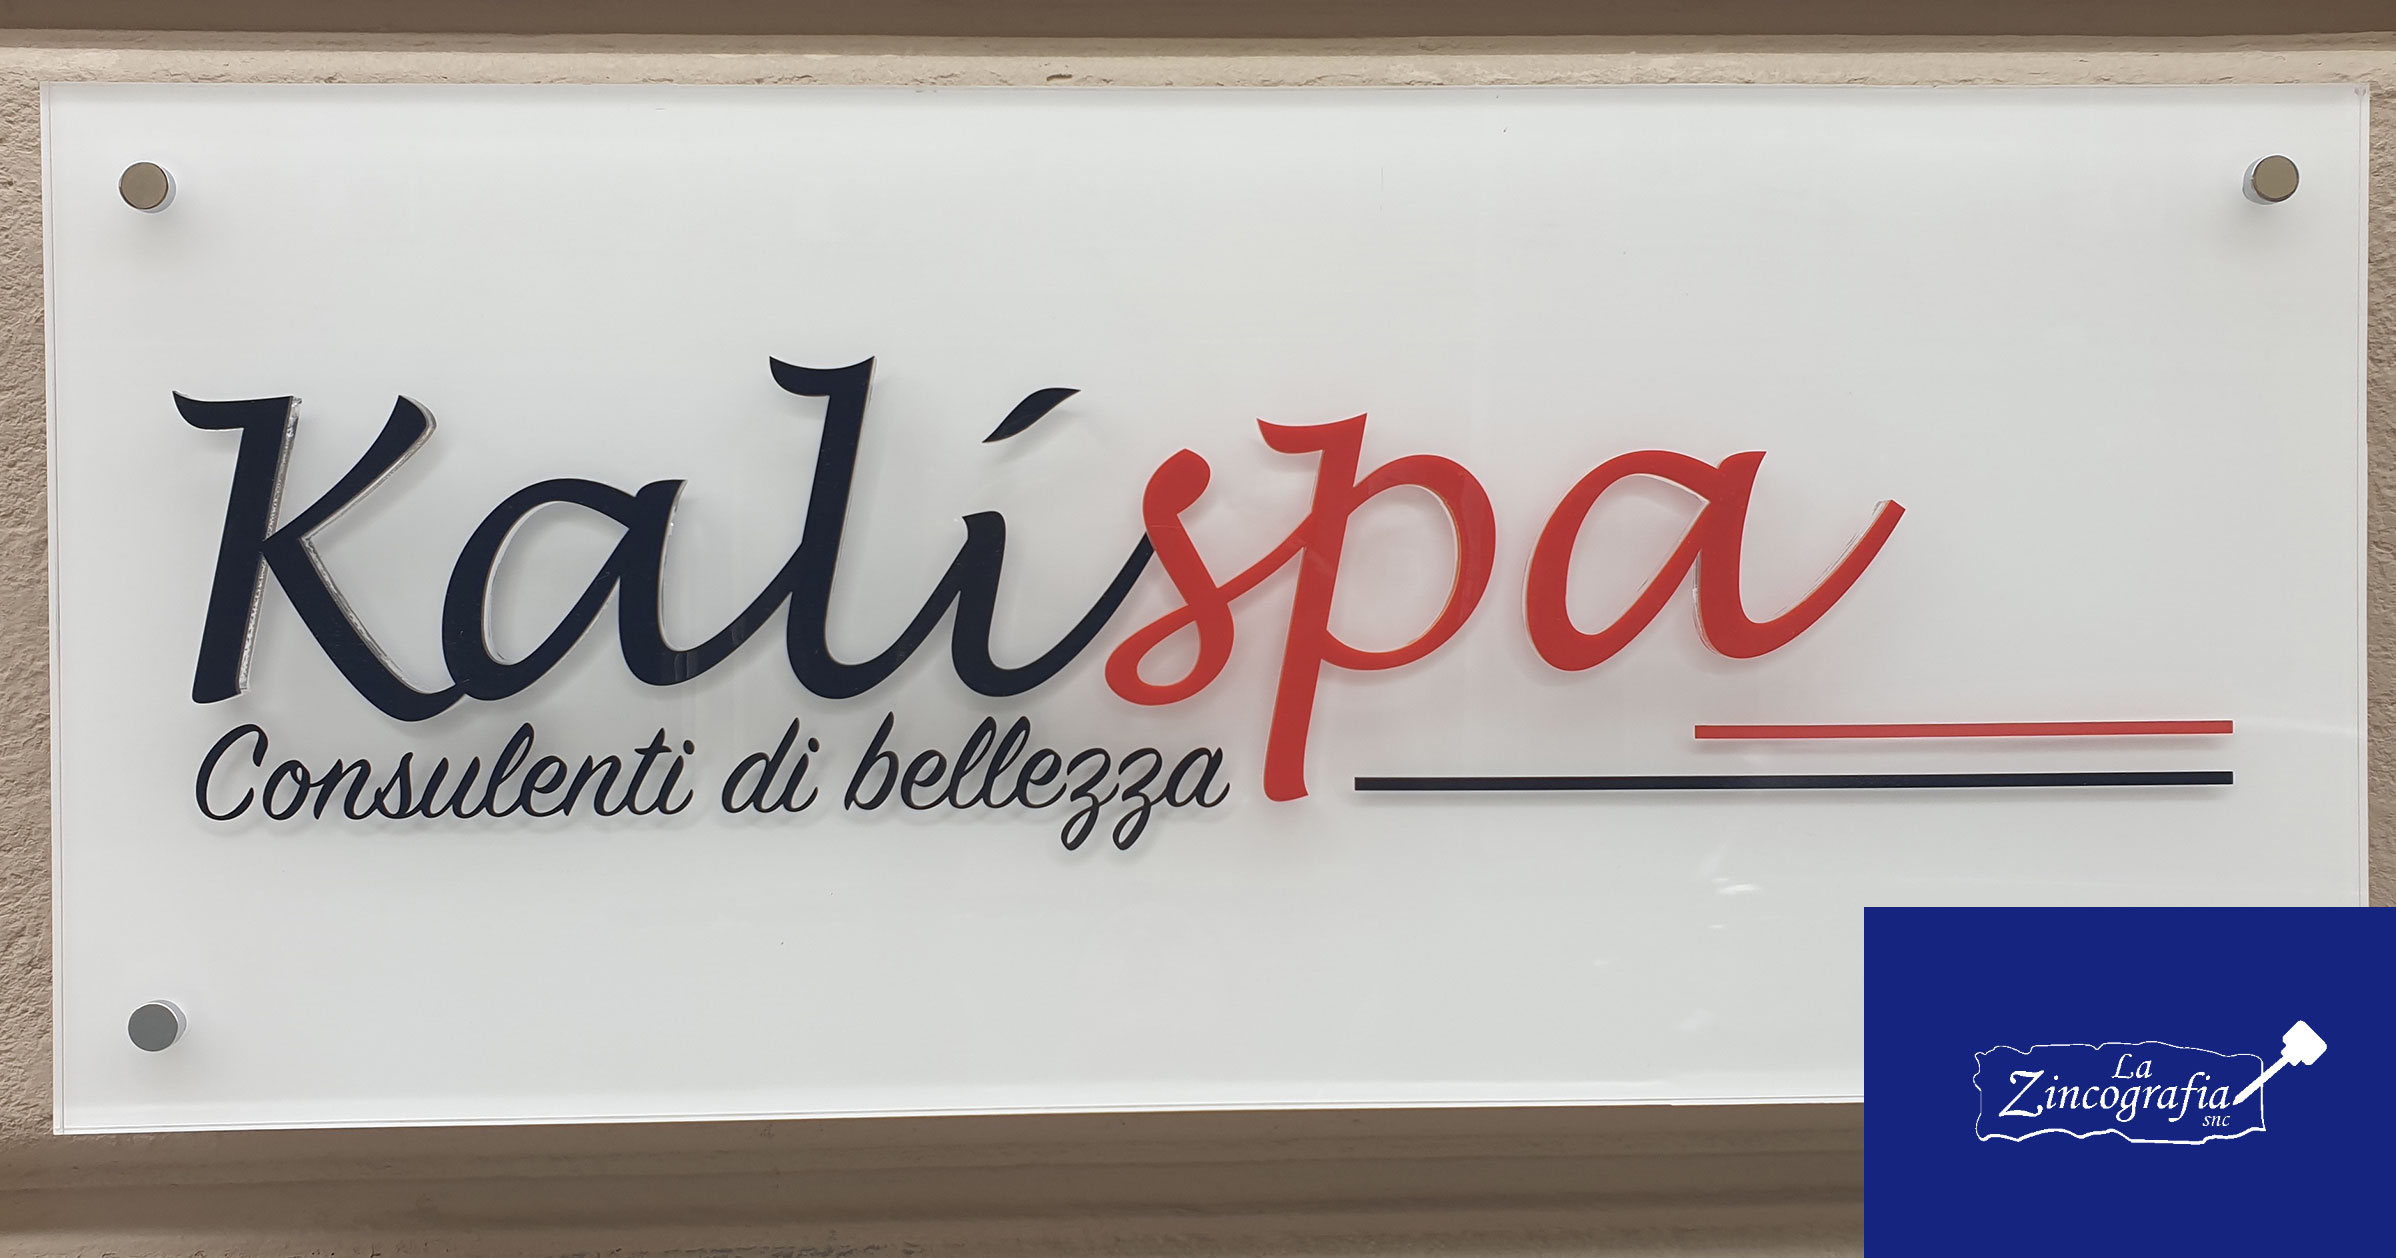 Kalíspa
Consulenti di bellezza
La
Zincografia
snc